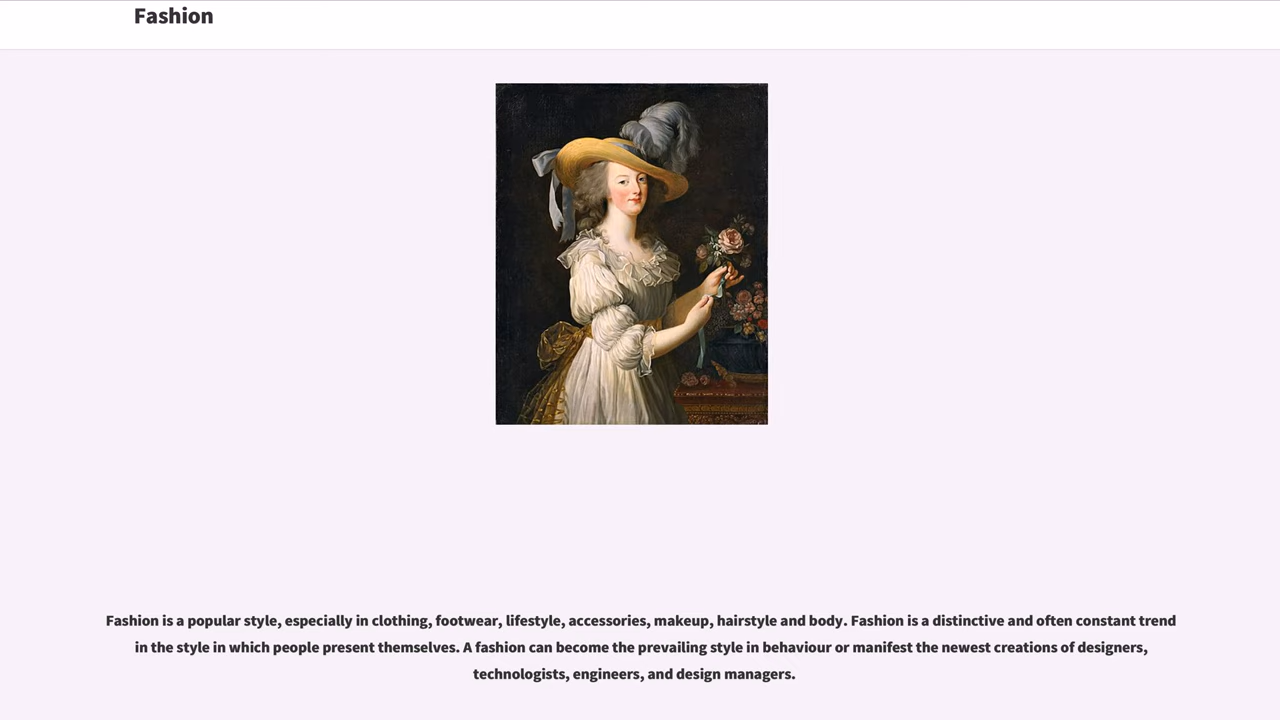 Fashion
Fashion is a popular style, especially in clothing, footwear, lifestyle, accessories, makeup, hairstyle and body. Fashion is a distinctive and often constant trend
in the style in which people present themselves. A fashion can become the prevailing style in behaviour or manifest the newest creations of designers,
technologists, engineers, and design managers.